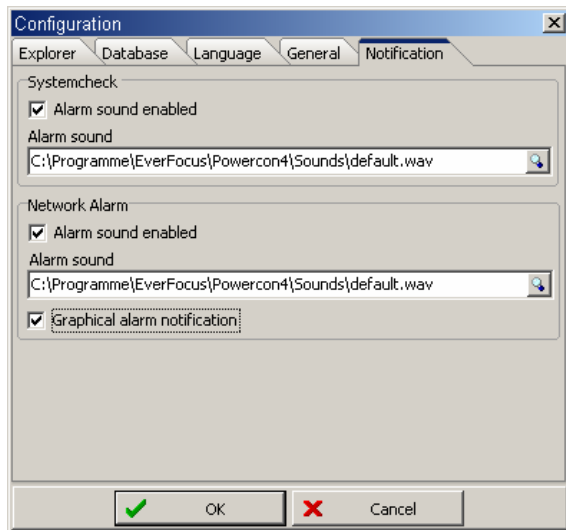 Configuration
Explorer Database Language General Notification
Systemcheck
Alarm sound enabled
Alarm sound
C:\Programme\EverFocus\Powercon4\Sounds\default.wav
Network Alarm
Alarm sound enabled
Alarm sound
C:\Programme\EverFocus\Powercon4\Sounds\default.wav
Graphical alarm notification
OK Cancel